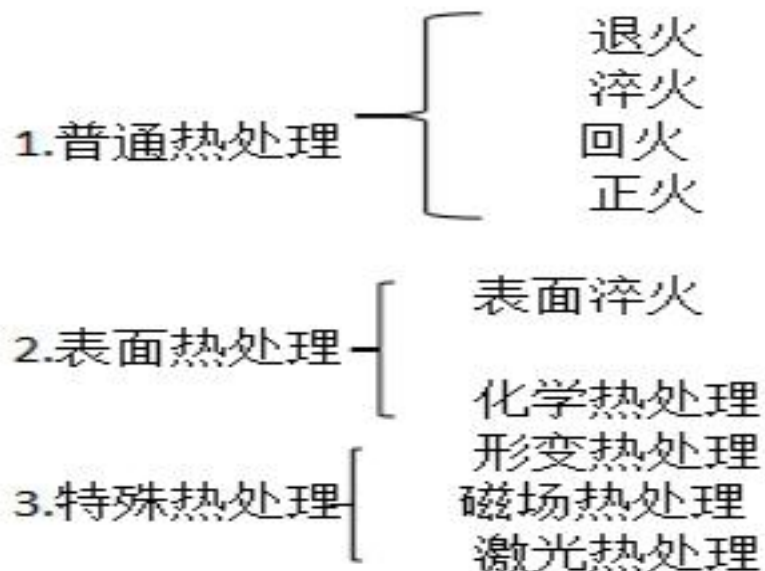 1.普通热处理
退火
淬火
回火
正火
2.表面热处理
表面淬火
化学热处理
3.特殊热处理
形变热处理
磁场热处理
激光热处理